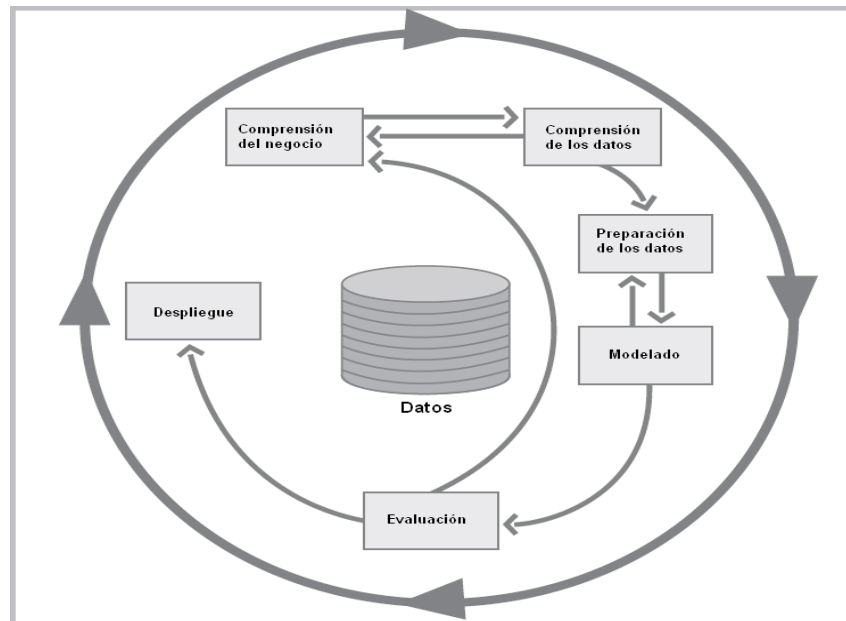 Comprensión
del negocio
Comprensión
de los datos
Preparación
de los datos
Despliegue
Modelado
Datos
Evaluación